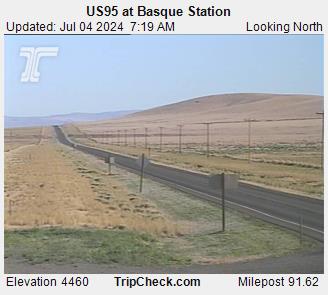 US95 at Basque Station
Updated: Jul 04 2024 7:19 AM Looking North
Elevation 4460 TripCheck.com Milepost 91.62